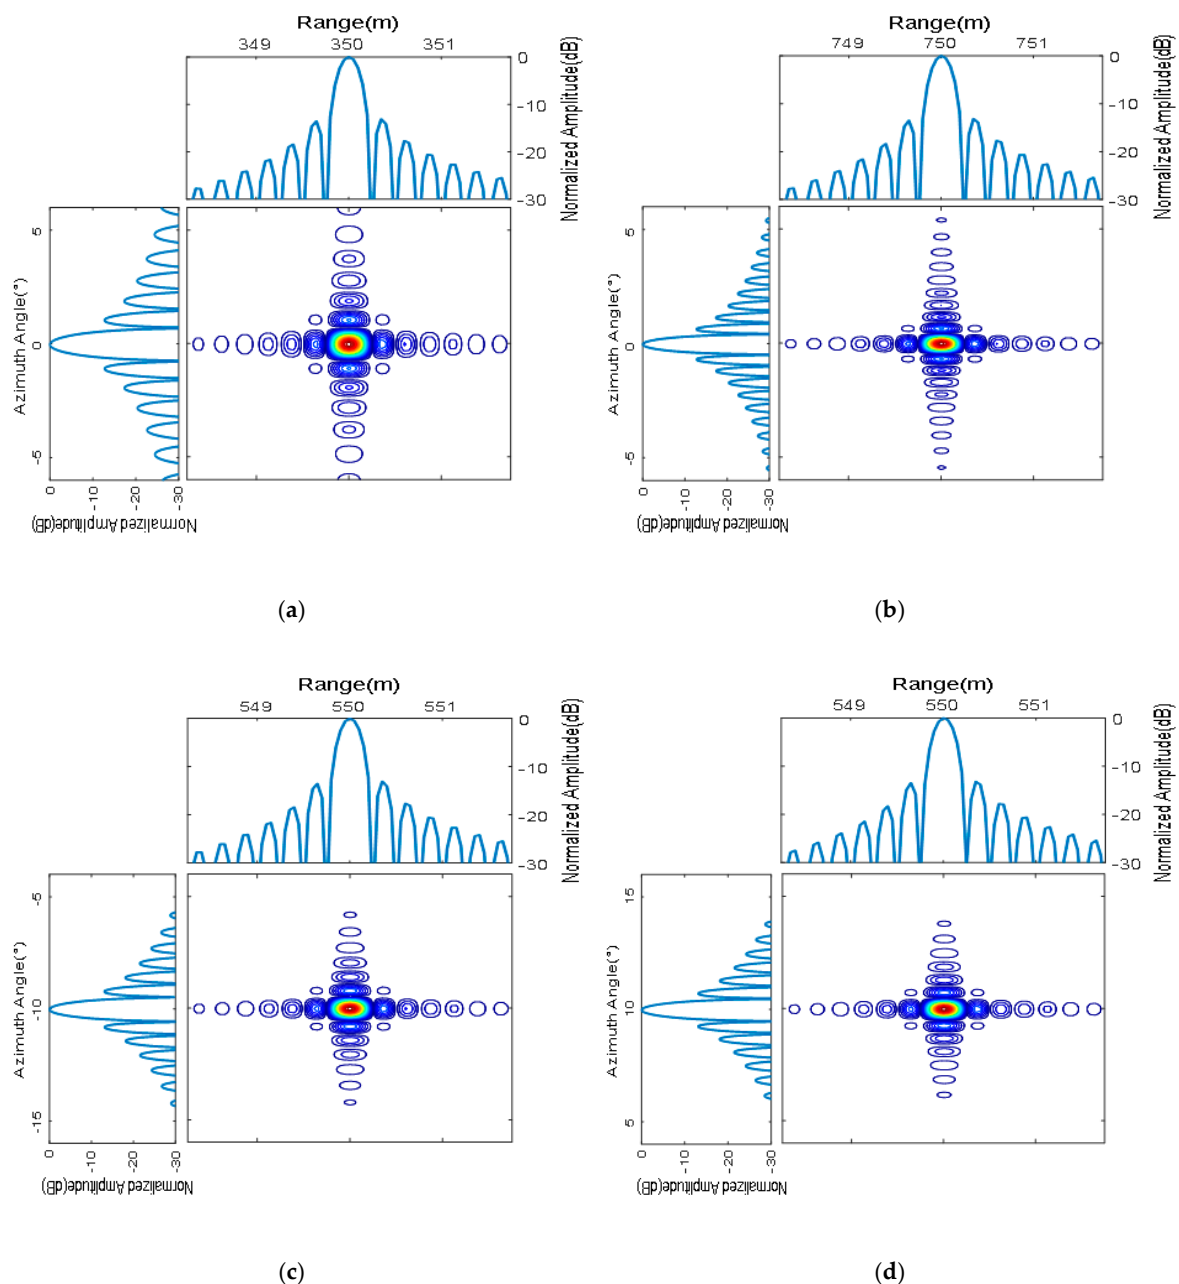 Range(m)
349 350 351
0
-10
-20
-30
Normalized Amplitude(dB)
5
0
-5
Azimuth Angle(°)
0 -10 -20 -30
Normalized Amplitude(dB)
(a)
Range(m)
749 750 751
0
-10
-20
-30
Normalized Amplitude(dB)
5
0
-5
Azimuth Angle(°)
0 -10 -20 -30
Normalized Amplitude(dB)
(b)
Range(m)
549 550 551
0
-10
-20
-30
Normalized Amplitude(dB)
-5
-10
-15
Azimuth Angle(°)
0 -10 -20 -30
Normalized Amplitude(dB)
(c)
Range(m)
549 550 551
0
-10
-20
-30
Normalized Amplitude(dB)
15
10
5
Azimuth Angle(°)
0 -10 -20 -30
Normalized Amplitude(dB)
(d)